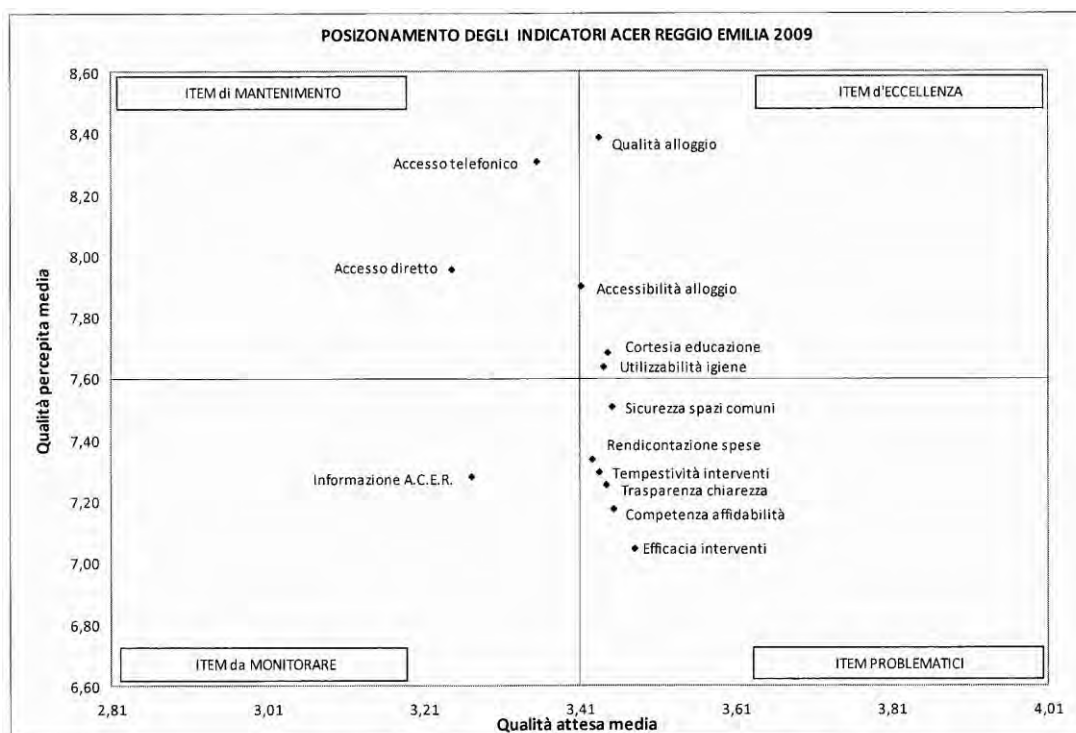 POSIZONAMENTO DEGLI INDICATORI ACER REGGIO EMILIA 2009
8,60
ITEM di MANTENIMENTO
ITEM d'ECCELLENZA
8,40
Qualità alloggio
Accesso telefonico
8,20
8,00
Accesso diretto
Accessibilità alloggio
7,80
Cortesia educazione
Utilizzabilità igiene
7,60
Qualità percepita media
Sicurezza spazi comuni
7,40
Rendicontazione spese
Informazione A.C.E.R.
Tempestività interventi
Trasparenza chiarezza
7,20
Competenza affidabilità
7,00
Efficacia interventi
6,80
ITEM da MONITORARE
ITEM PROBLEMATICI
6,60
2,81 3,01 3,21 3,41 3,61 3,81 4,01
Qualità attesa media